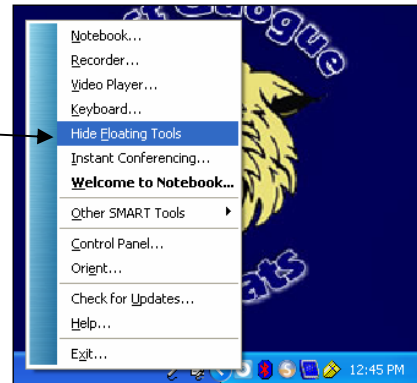 Notebook...
Recorder...
Video Player...
Keyboard...
Hide Floating Tools
Instant Conferencing...
Welcome to Notebook...
Other SMART Tools
Control Panel...
Orient...
Check for Updates...
Help...
Exit...
12:45 PM